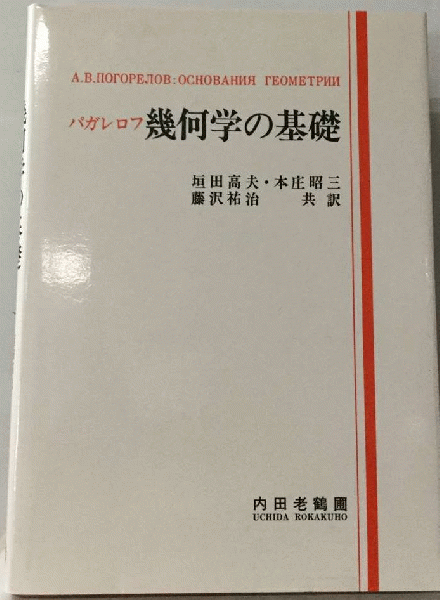 А.В.ПОГОРЕЛОВ:ОСНОВАНИЯ ГЕОМЕТРИИ
パガレロフ 幾何学の基礎
垣田高夫・本庄昭三
藤沢祐治 共訳
内田老鶴圃
UCHIDA ROKAKUHO